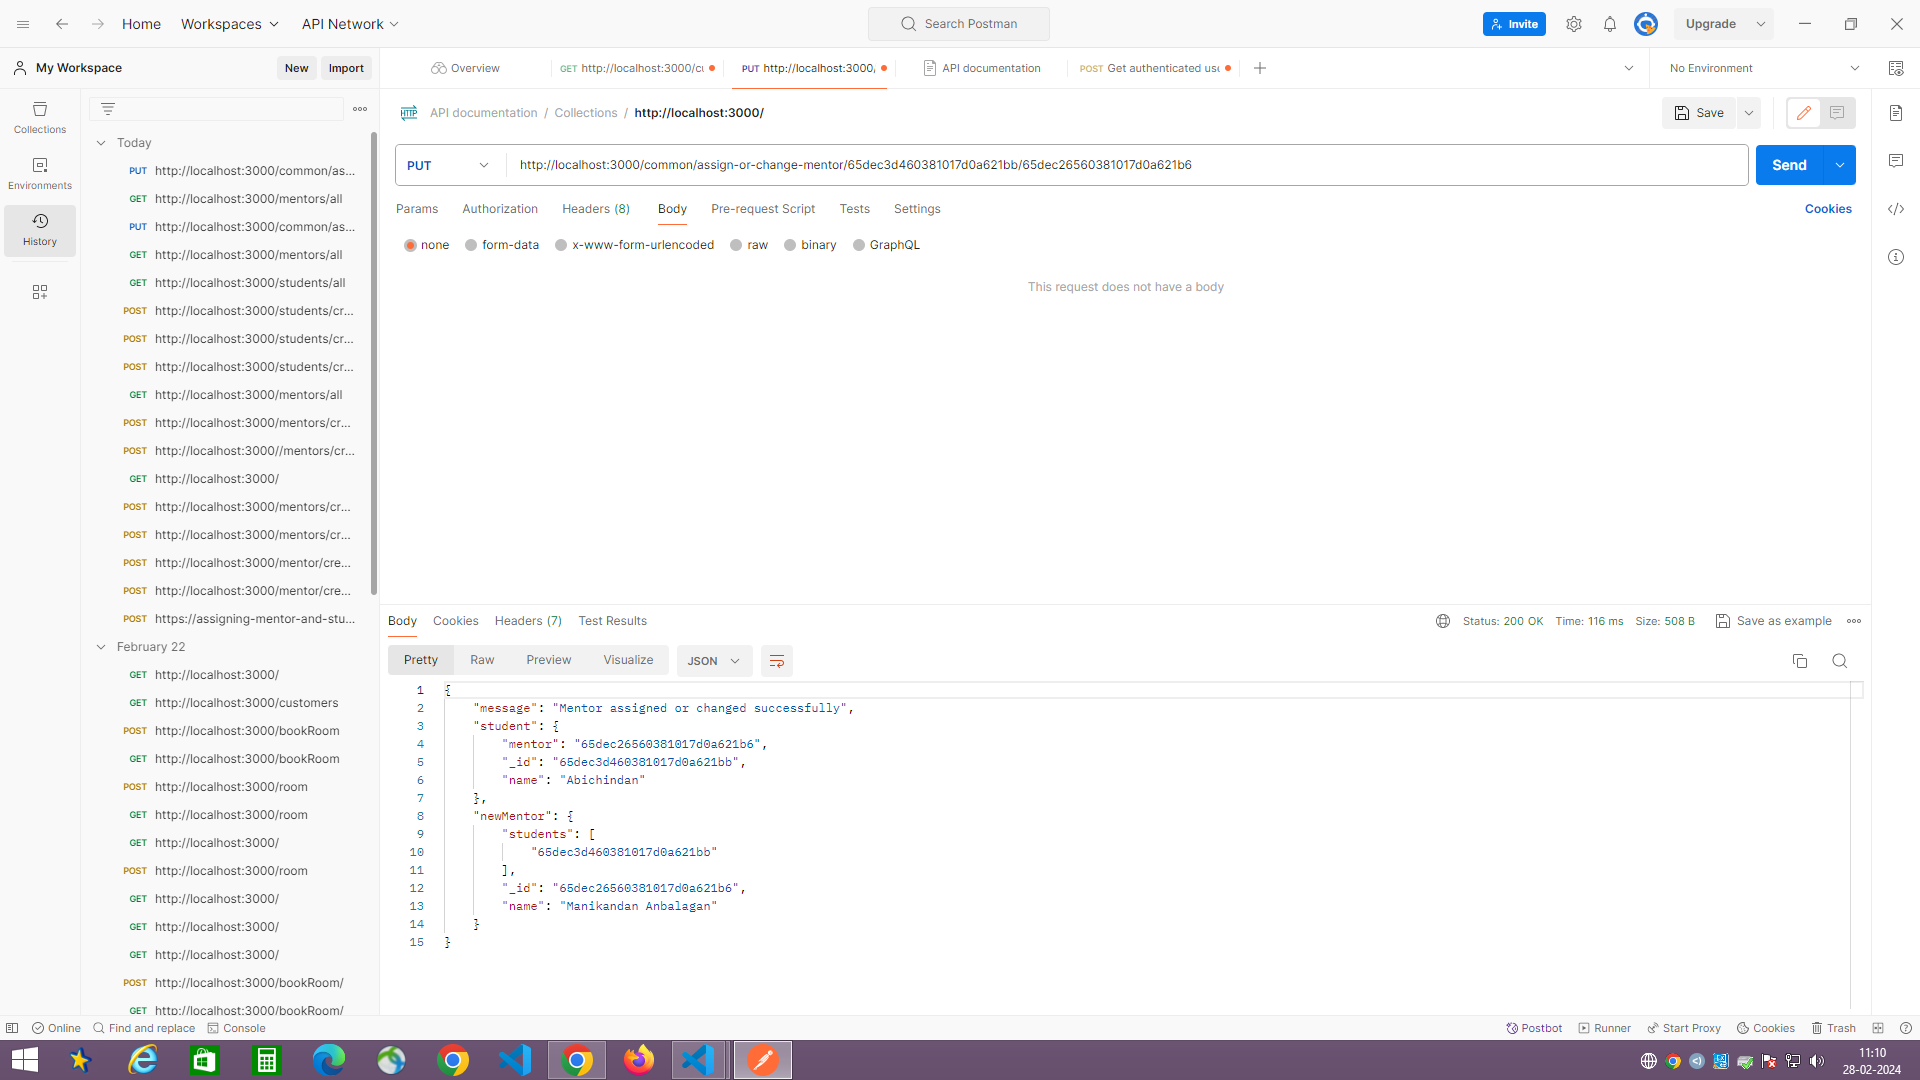 Home Workspaces API Network
Search Postman
Invite
Upgrade
My Workspace
New
Import
Overview
GET http://localhost:3000/cu
PUT http://localhost:3000/
API documentation
POST Get authenticated use
No Environment
Collections
Environments
History
Today
PUT http://localhost:3000/common/as...
GET http://localhost:3000/mentors/all
PUT http://localhost:3000/common/as...
GET http://localhost:3000/mentors/all
GET http://localhost:3000/students/all
POST http://localhost:3000/students/cr...
POST http://localhost:3000/students/cr...
POST http://localhost:3000/students/cr...
GET http://localhost:3000/mentors/all
POST http://localhost:3000/mentors/cr...
POST http://localhost:3000//mentors/cr...
GET http://localhost:3000/
POST http://localhost:3000/mentors/cr...
POST http://localhost:3000/mentors/cr...
POST http://localhost:3000/mentor/cre...
POST http://localhost:3000/mentor/cre...
POST https://assigning-mentor-and-stu...
February 22
GET http://localhost:3000/
GET http://localhost:3000/customers
POST http://localhost:3000/bookRoom
GET http://localhost:3000/bookRoom
POST http://localhost:3000/room
GET http://localhost:3000/room
GET http://localhost:3000/
POST http://localhost:3000/room
GET http://localhost:3000/
GET http://localhost:3000/
GET http://localhost:3000/
POST http://localhost:3000/bookRoom/
GET http://localhost:3000/bookRoom/
HTTP API documentation / Collections / http://localhost:3000/
Save
PUT http://localhost:3000/common/assign-or-change-mentor/65dec3d460381017d0a621bb/65dec26560381017d0a621b6
Send
Params Authorization Headers (8) Body Pre-request Script Tests Settings
Cookies
none form-data x-www-form-urlencoded raw binary GraphQL
This request does not have a body
Body Cookies Headers (7) Test Results
Status: 200 OK Time: 116 ms Size: 508 B
Save as example
Pretty Raw Preview Visualize JSON
1 {
2 "message": "Mentor assigned or changed successfully",
3 "student": {
4 "mentor": "65dec26560381017d0a621b6",
5 "_id": "65dec3d460381017d0a621bb",
6 "name": "Abichindan"
7 },
8 "newMentor": {
9 "students": [
10 "65dec3d460381017d0a621bb"
11 ],
12 "_id": "65dec26560381017d0a621b6",
13 "name": "Manikandan Anbalagan"
14 }
15 }
Online Find and replace Console
Postbot Runner Start Proxy Cookies Trash
11:10
28-02-2024